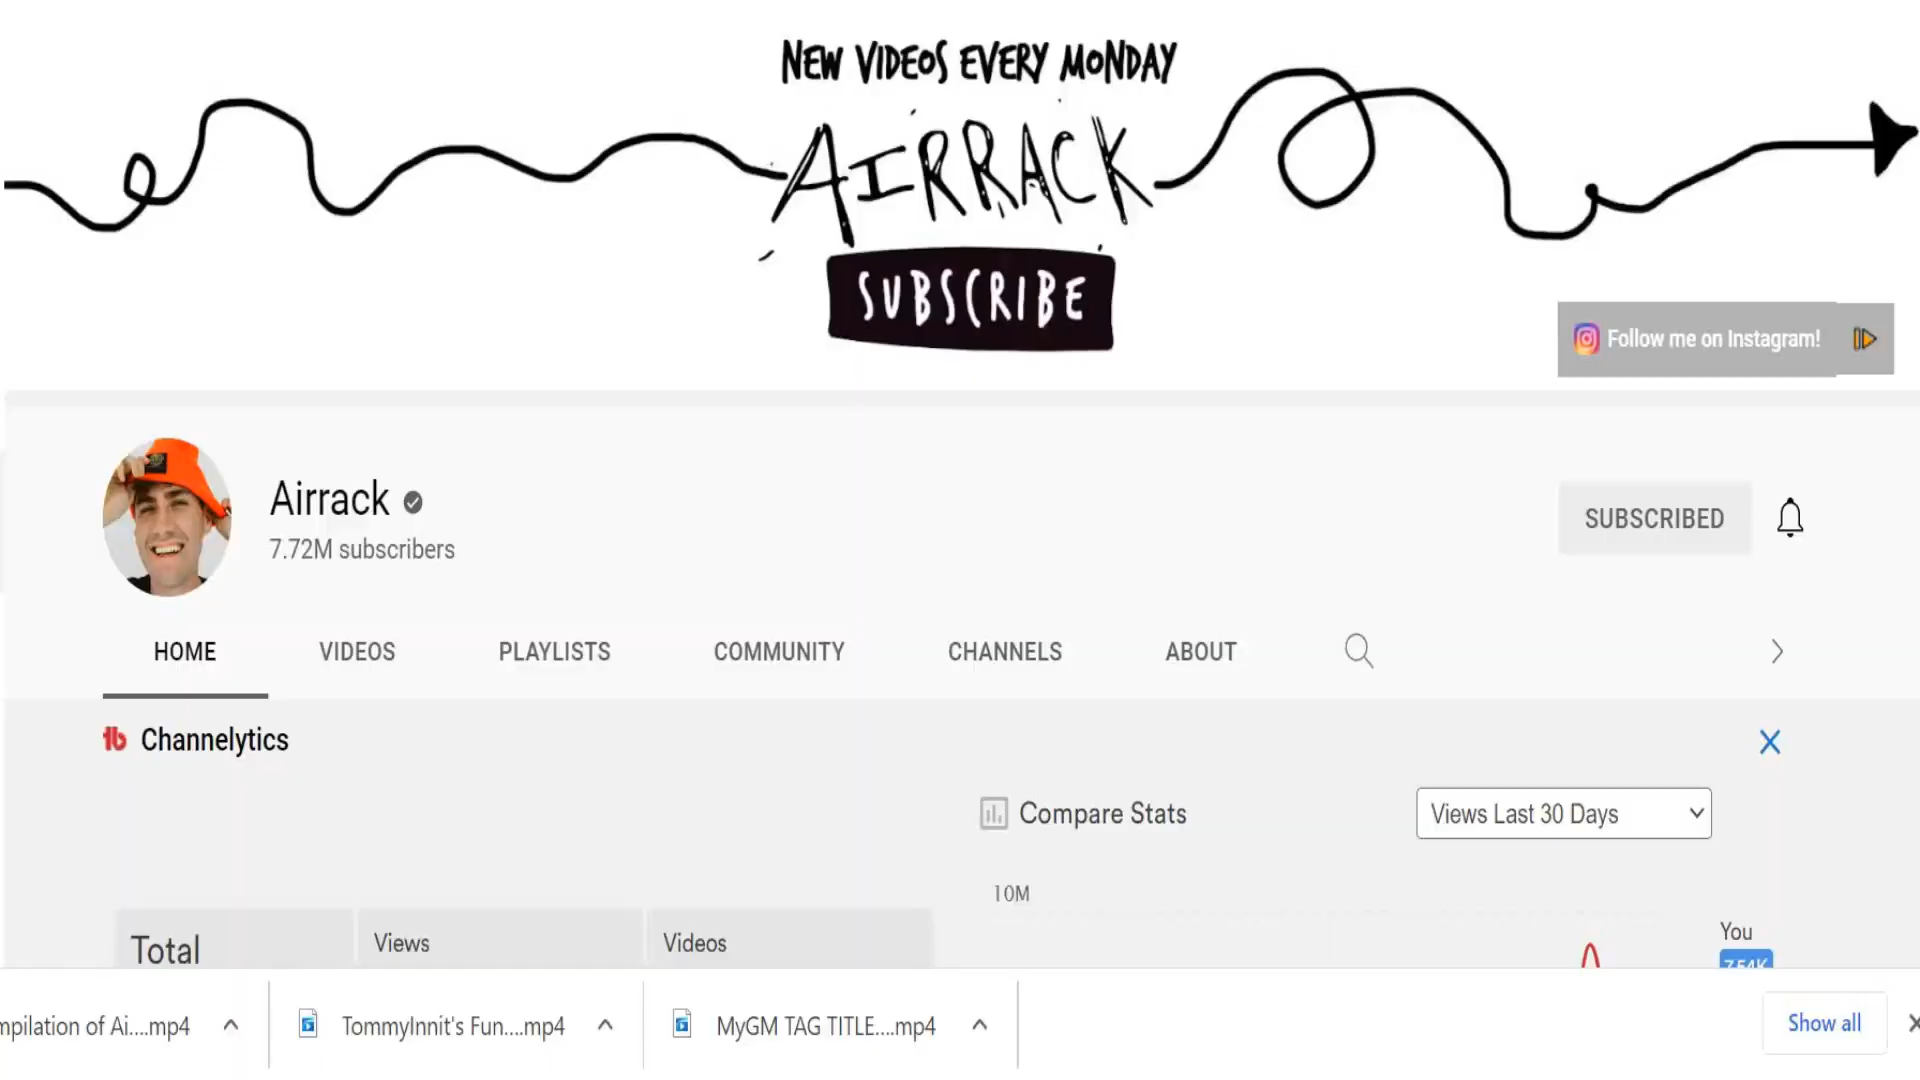 NEW VIDEOS EVERY MONDAY
AIRRACK
SUBSCRIBE
Follow me on Instagram!
Airrack
7.72M subscribers
SUBSCRIBED
HOME VIDEOS PLAYLISTS COMMUNITY CHANNELS ABOUT
Channelytics
Compare Stats
Views Last 30 Days
10M
Total
Views
Videos
You
7.54K
mpilation of Ai....mp4
TommyInnit's Fun....mp4
MyGM TAG TITLE....mp4
Show all